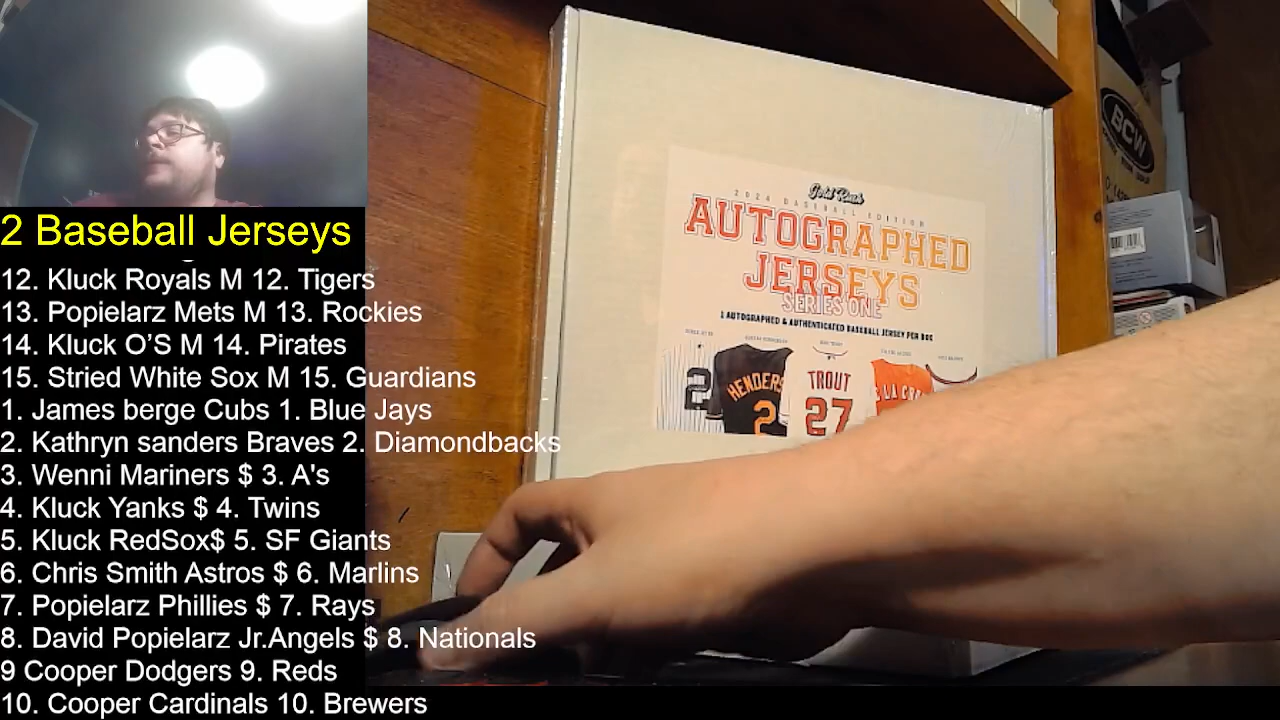 2 Baseball Jerseys
12. Kluck Royals M 12. Tigers
13. Popielarz Mets M 13. Rockies
14. Kluck O’S M 14. Pirates
15. Stried White Sox M 15. Guardians
1. James berge Cubs 1. Blue Jays
2. Kathryn sanders Braves 2. Diamondbacks
3. Wenni Mariners $ 3. A's
4. Kluck Yanks $ 4. Twins
5. Kluck RedSox$ 5. SF Giants
6. Chris Smith Astros $ 6. Marlins
7. Popielarz Phillies $ 7. Rays
8. David Popielarz Jr.Angels $ 8. Nationals
9 Cooper Dodgers 9. Reds
10. Cooper Cardinals 10. Brewers
Gold Rush
2024 BASEBALL EDITION
AUTOGRAPHED
JERSEYS
SERIES ONE
1 AUTOGRAPHED & AUTHENTICATED BASEBALL JERSEY PER BOX
2
HENDERS
2
TROUT
27
E LA CR
BCW